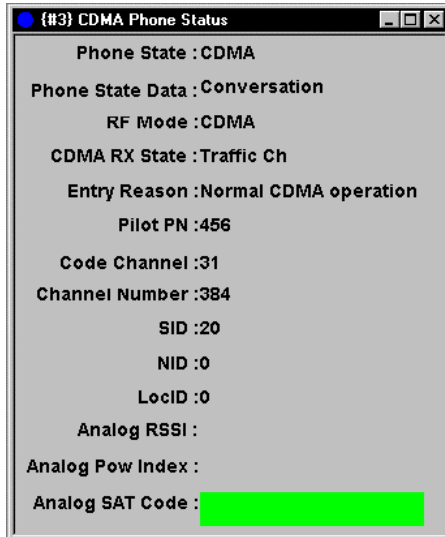 {#3} CDMA Phone Status
Phone State :CDMA
Phone State Data :Conversation
RF Mode :CDMA
CDMA RX State :Traffic Ch
Entry Reason :Normal CDMA operation
Pilot PN :456
Code Channel :31
Channel Number :384
SID :20
NID :0
LocID :0
Analog RSSI :
Analog Pow Index :
Analog SAT Code :